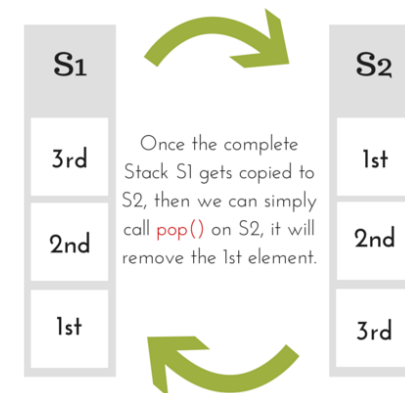 S1
3rd
2nd
1st
Once the complete
Stack S1 gets copied to
S2, then we can simply
call pop() on S2, it will
remove the 1st element.
S2
1st
2nd
3rd